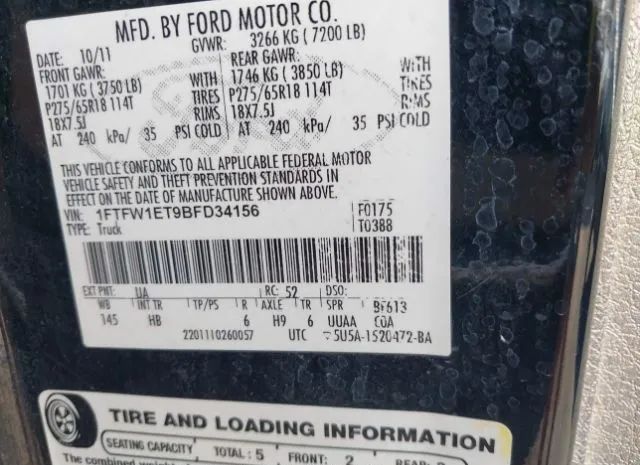 MFD. BY FORD MOTOR CO.
DATE: 10/11 GVWR: 3266 KG ( 7200 LB)
FRONT GAWR: REAR GAWR:
1701 KG ( 3750 LB) WITH 1746 KG ( 3850 LB) WITH
P275/65R18 114T TIRES P275/65R18 114T TIRES
18X7.5J RIMS 18X7.5J RIMS
AT 240 kPa/ 35 PSI COLD AT 240 kPa/ 35 PSI COLD
THIS VEHICLE CONFORMS TO ALL APPLICABLE FEDERAL MOTOR
VEHICLE SAFETY AND THEFT PREVENTION STANDARDS IN
EFFECT ON THE DATE OF MANUFACTURE SHOWN ABOVE.
VIN: 1FTFW1ET9BFD34156 F0175
TYPE: Truck T0388
EXT PNT: UA RC: 52 DSO:
WB INT TR TP/PS R AXLE TR SPR BF613
145 HB 6 H9 6 UUAA COA
2201110260057 UTC 5U5A-1520472-BA
TIRE AND LOADING INFORMATION
SEATING CAPACITY TOTAL: 5 FRONT: 2
The combined